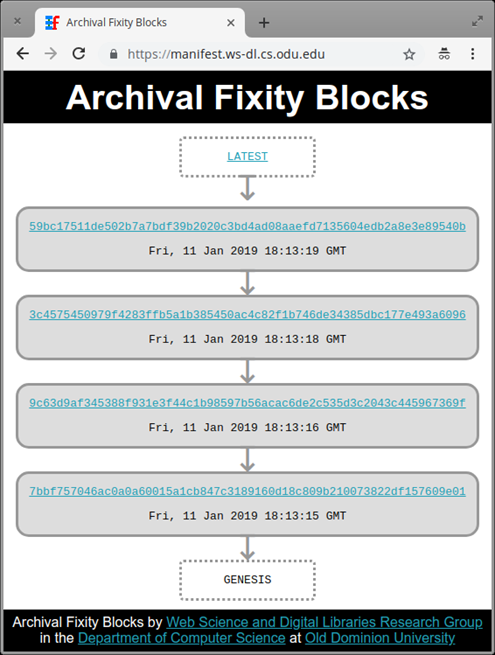 Archival Fixity Blocks
https://manifest.ws-dl.cs.odu.edu
Archival Fixity Blocks
LATEST
59bc17511de502b7a7bdf39b2020c3bd4ad08aaefd7135604edb2a8e3e89540b
Fri, 11 Jan 2019 18:13:19 GMT
3c4575450979f4283ffb5a1b385450ac4c82f1b746de34385dbc177e493a6096
Fri, 11 Jan 2019 18:13:18 GMT
9c63d9af345388f931e3f44c1b98597b56acac6de2c535d3c2043c445967369f
Fri, 11 Jan 2019 18:13:16 GMT
7bbf757046ac0a0a60015a1cb847c3189160d18c809b210073822df157609e01
Fri, 11 Jan 2019 18:13:15 GMT
GENESIS
Archival Fixity Blocks by Web Science and Digital Libraries Research Group
in the Department of Computer Science at Old Dominion University